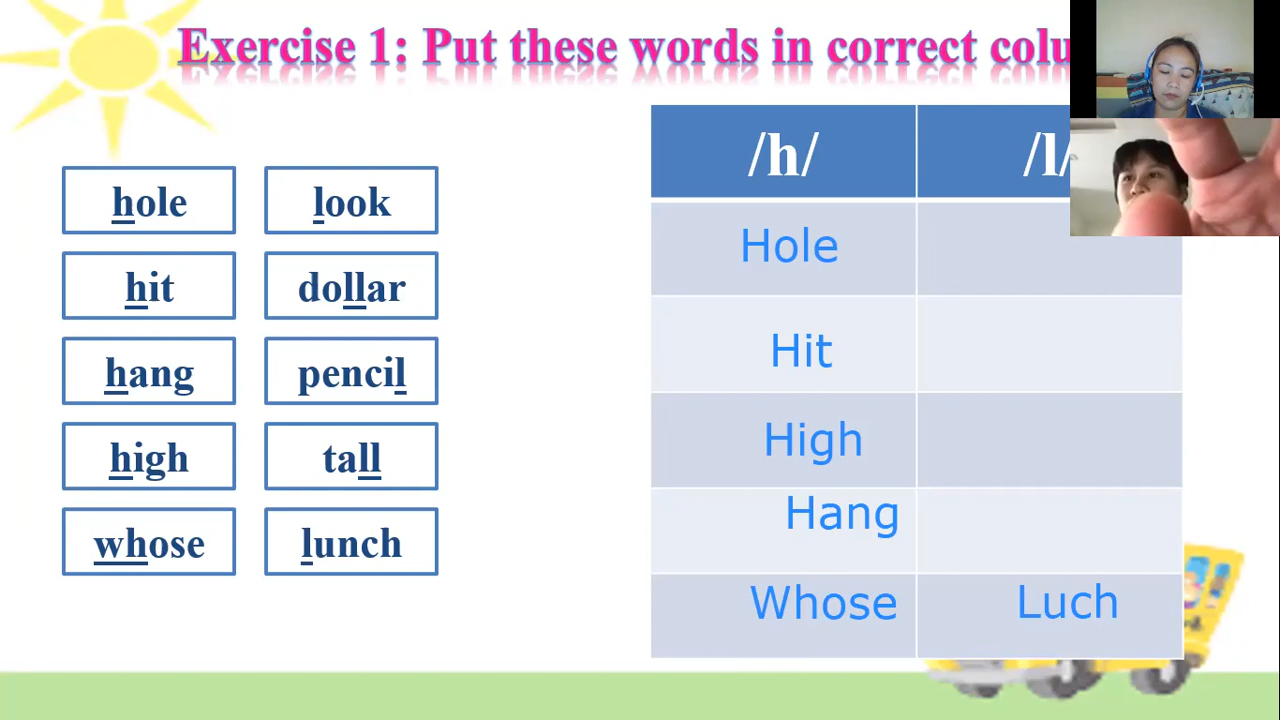 Exercise 1: Put these words in correct colu
/h/ /l/
hole look
hit dollar
hang pencil
high tall
whose lunch
Hole
Hit
High
Hang
Whose Luch